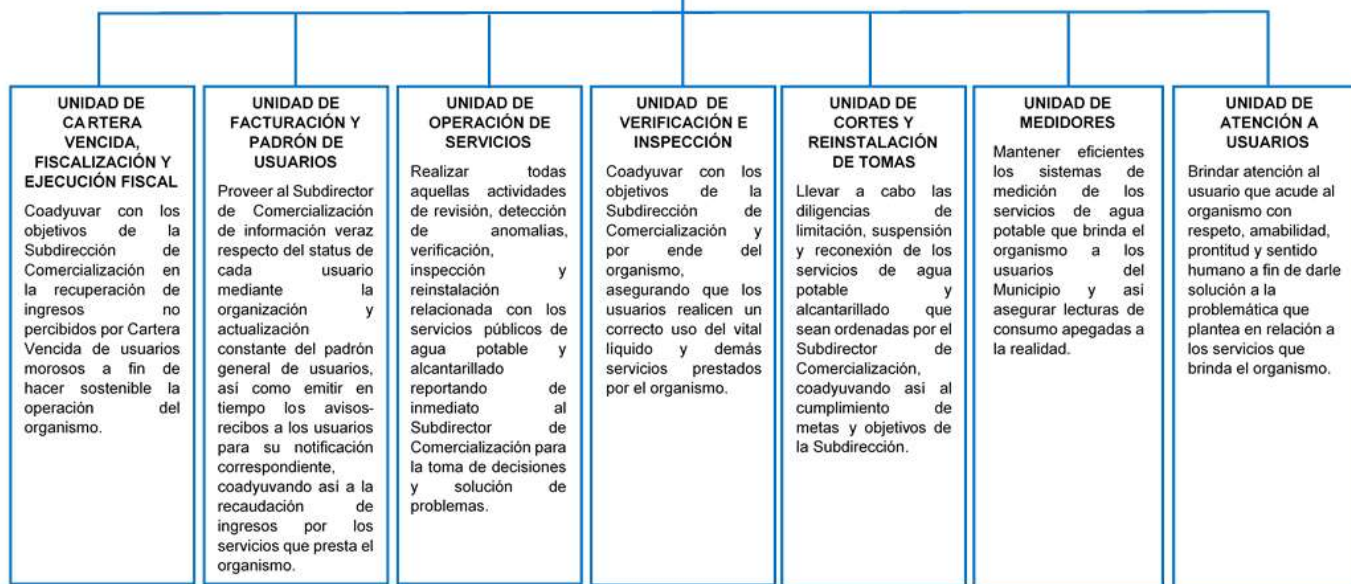 UNIDAD DE
CARTERA
VENCIDA,
FISCALIZACIÓN Y
EJECUCIÓN FISCAL
Coadyuvar con los
objetivos de la
Subdirección de
Comercialización en
la recuperación de
ingresos no
percibidos por Cartera
Vencida de usuarios
morosos a fin de
hacer sostenible la
operación del
organismo.
UNIDAD DE
FACTURACIÓN Y
PADRÓN DE
USUARIOS
Proveer al Subdirector
de Comercialización
de información veraz
respecto del status de
cada usuario
mediante la
organización y
actualización
constante del padrón
general de usuarios,
así como emitir en
tiempo los avisos-
recibos a los usuarios
para su notificación
correspondiente,
coadyuvando así a la
recaudación de
ingresos por los
servicios que presta el
organismo.
UNIDAD DE
OPERACIÓN DE
SERVICIOS
Realizar todas
aquellas actividades
de revisión, detección
de anomalías,
verificación,
inspección y
reinstalación
relacionada con los
servicios públicos de
agua potable y
alcantarillado
reportando de
inmediato al
Subdirector de
Comercialización para
la toma de decisiones
y solución de
problemas.
UNIDAD DE
VERIFICACIÓN E
INSPECCIÓN
Coadyuvar con los
objetivos de la
Subdirección de
Comercialización y
por ende del
organismo,
asegurando que los
usuarios realicen un
correcto uso del vital
líquido y demás
servicios prestados
por el organismo.
UNIDAD DE
CORTES Y
REINSTALACIÓN
DE TOMAS
Llevar a cabo las
diligencias de
limitación, suspensión
y reconexión de los
servicios de agua
potable y
alcantarillado que
sean ordenadas por el
Subdirector de
Comercialización,
coadyuvando así al
cumplimiento de
metas y objetivos de
la Subdirección.
UNIDAD DE
MEDIDORES
Mantener eficientes
los sistemas de
medición de los
servicios de agua
potable que brinda el
organismo a los
usuarios del
Municipio y así
asegurar lecturas de
consumo apegadas a
la realidad.
UNIDAD DE
ATENCIÓN A
USUARIOS
Brindar atención al
usuario que acude al
organismo con
respeto, amabilidad,
prontitud y sentido
humano a fin de darle
solución a la
problemática que
plantea en relación a
los servicios que
brinda el organismo.